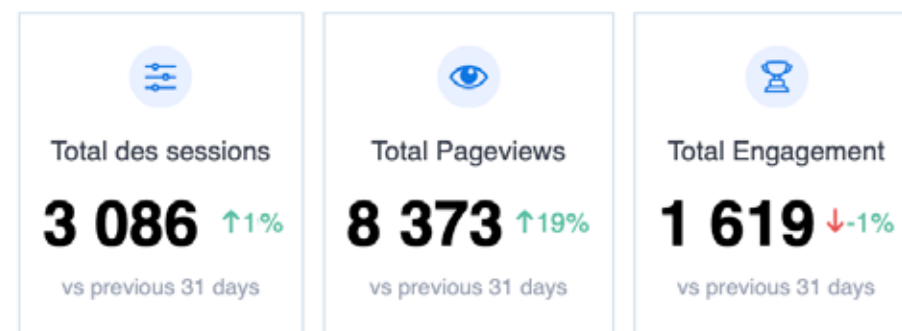 Total des sessions
3 086 ↑1%
vs previous 31 days
Total Pageviews
8 373 ↑19%
vs previous 31 days
Total Engagement
1 619 ↓-1%
vs previous 31 days